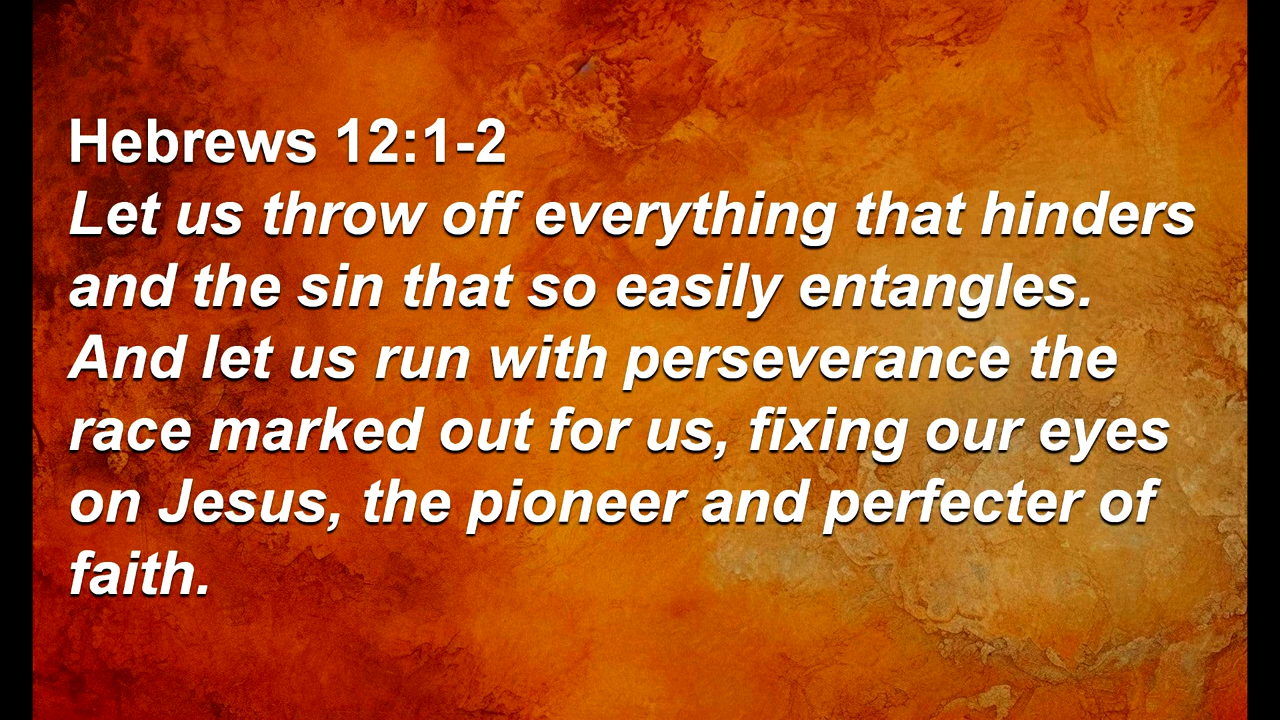 Hebrews 12:1-2
Let us throw off everything that hinders
and the sin that so easily entangles.
And let us run with perseverance the
race marked out for us, fixing our eyes
on Jesus, the pioneer and perfecter of
faith.